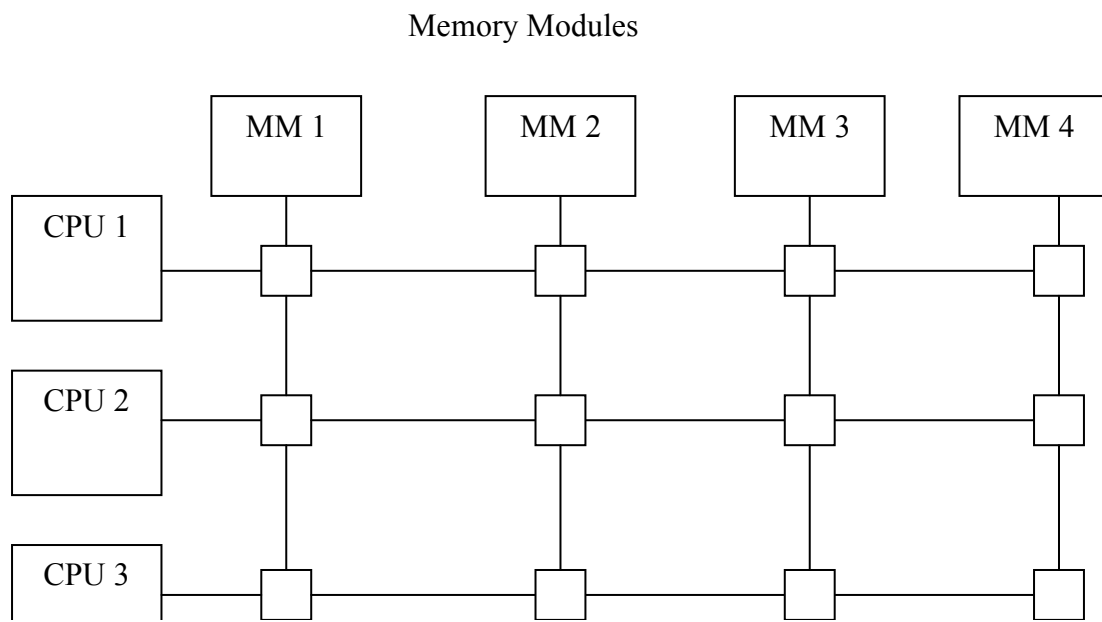 Memory Modules
MM 1 MM 2 MM 3 MM 4
CPU 1
CPU 2
CPU 3